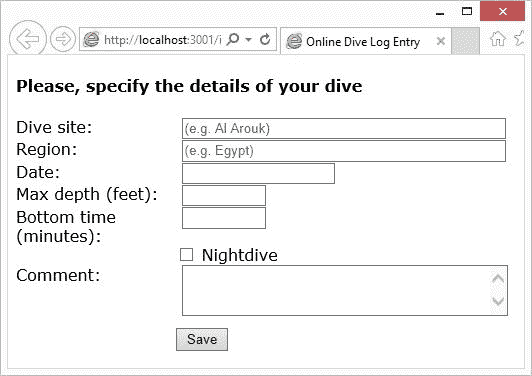 http://localhost:3001/i
Online Dive Log Entry
Please, specify the details of your dive
Dive site: (e.g. Al Arouk)
Region: (e.g. Egypt)
Date:
Max depth (feet):
Bottom time
(minutes):
Nightdive
Comment:
Save